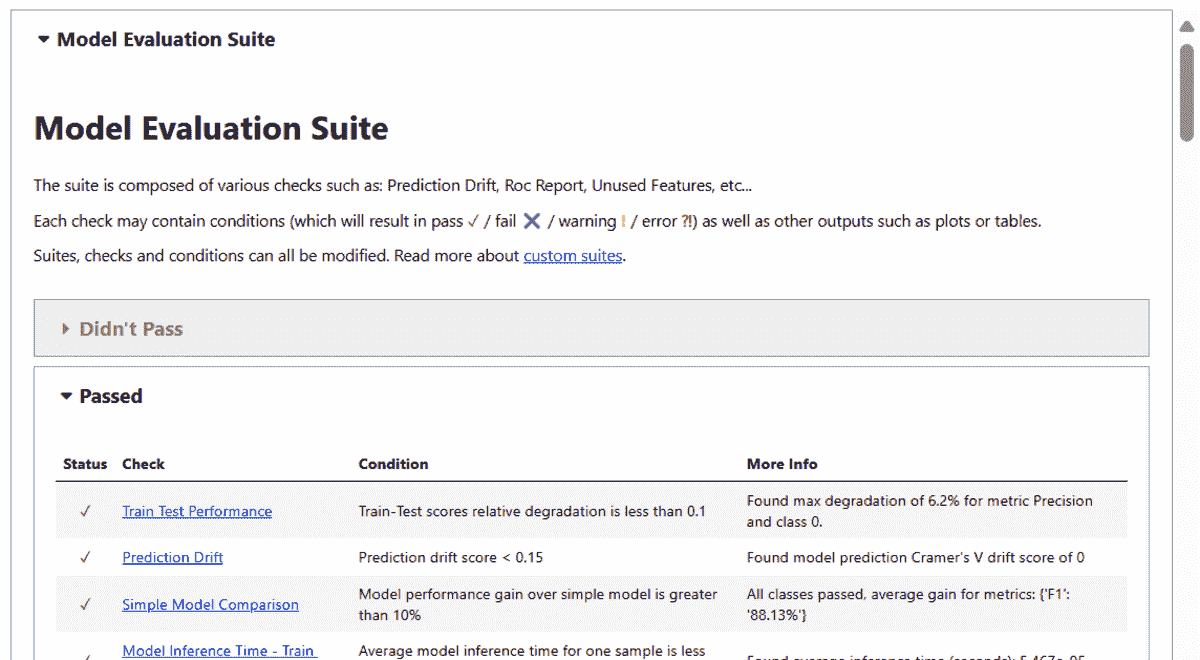 Model Evaluation Suite
Model Evaluation Suite
The suite is composed of various checks such as: Prediction Drift, Roc Report, Unused Features, etc...
Each check may contain conditions (which will result in pass ✓ / fail ✖ / warning ! / error ⁈) as well as other outputs such as plots or tables.
Suites, checks and conditions can all be modified. Read more about custom suites.
Didn't Pass
Passed
Status Check Condition More Info
✓ Train Test Performance Train-Test scores relative degradation is less than 0.1 Found max degradation of 6.2% for metric Precision
and class 0.
✓ Prediction Drift Prediction drift score < 0.15 Found model prediction Cramer's V drift score of 0
✓ Simple Model Comparison Model performance gain over simple model is greater
than 10% All classes passed, average gain for metrics: {'F1':
'88.13%'}
Model Inference Time - Train Average model inference time for one sample is less
Found average inference time (seconds): 5.467e-05